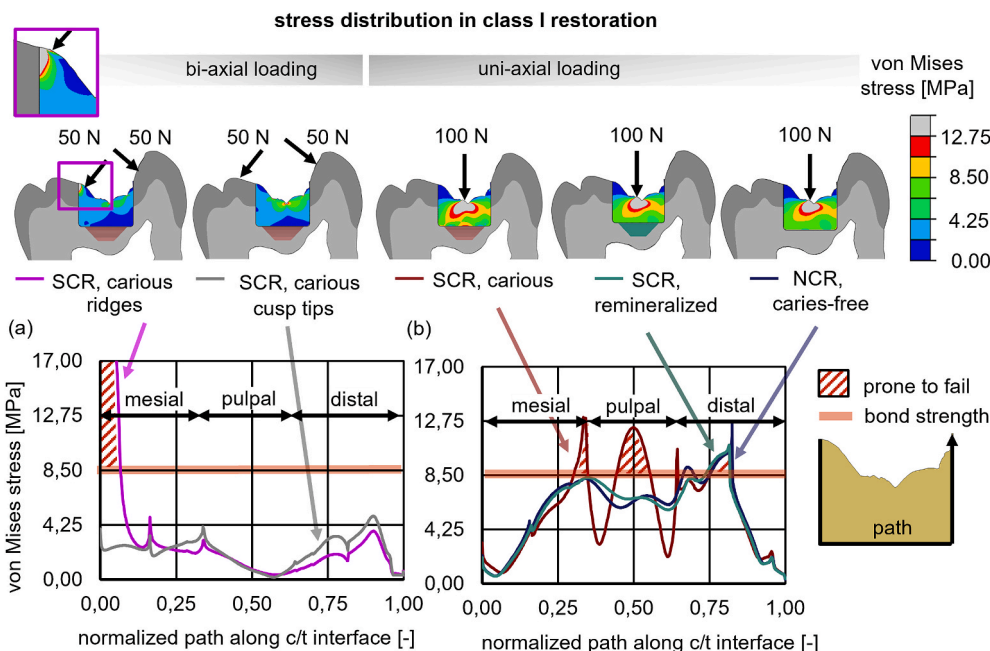 stress distribution in class I restoration
bi-axial loading
uni-axial loading
von Mises
stress [MPa]
50 N
50 N
50 N
50 N
100 N
100 N
100 N
12.75
8.50
4.25
0.00
SCR, carious
ridges
SCR, carious
cusp tips
SCR, carious
SCR,
remineralized
NCR,
caries-free
(a)
von Mises stress [MPa]
17,00
12,75
8,50
4,25
0,00
mesial
pulpal
distal
0,00
0,25
0,50
0,75
1,00
normalized path along c/t interface [-]
(b)
17,00
12,75
8,50
4,25
0,00
mesial
pulpal
distal
0,00
0,25
0,50
0,75
1,00
normalized path along c/t interface [-]
prone to fail
bond strength
path